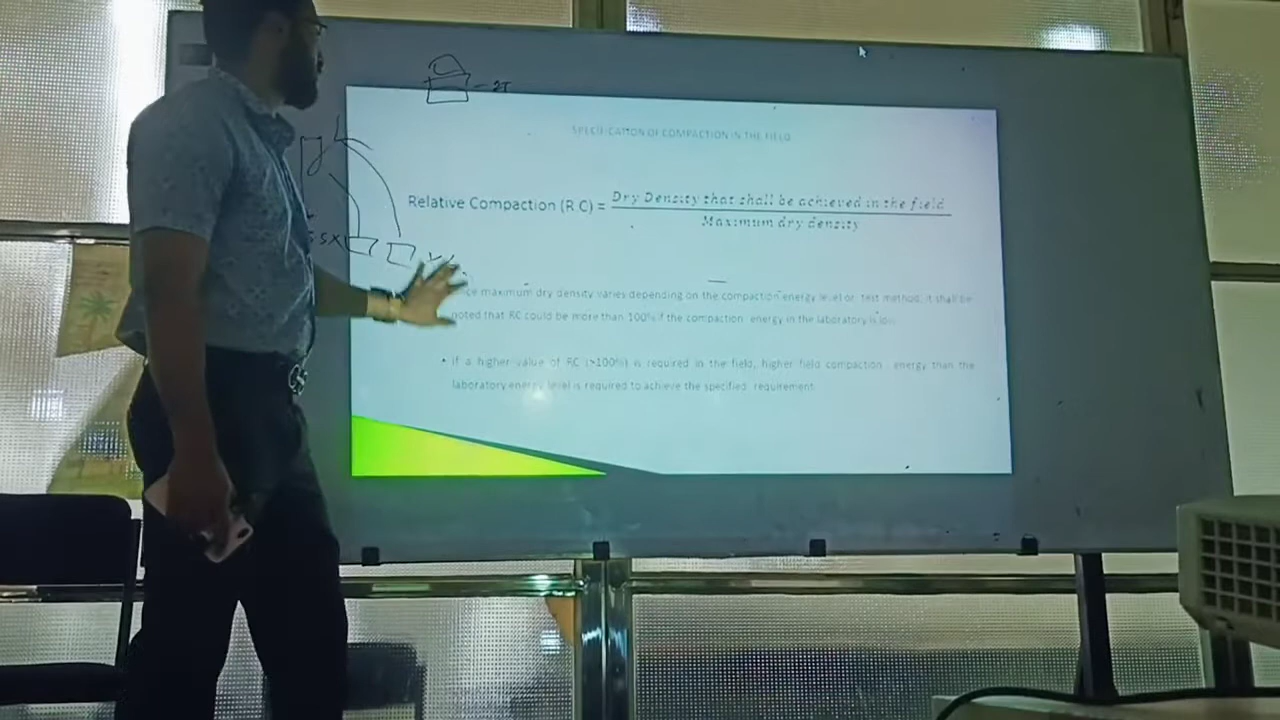 SPECIFICATION OF COMPACTION IN THE FIELD
Relative Compaction (R C) = Dry Density that shall be achieved in the field
Maximum dry density
maximum dry density varies depending on the compaction energy level or test method, it shall be
noted that RC could be more than 100% if the compaction energy in the laboratory is
• If a higher value of RC (>100%) is required in the field, higher field compaction energy than the
laboratory energy level is required to achieve the specified requirement